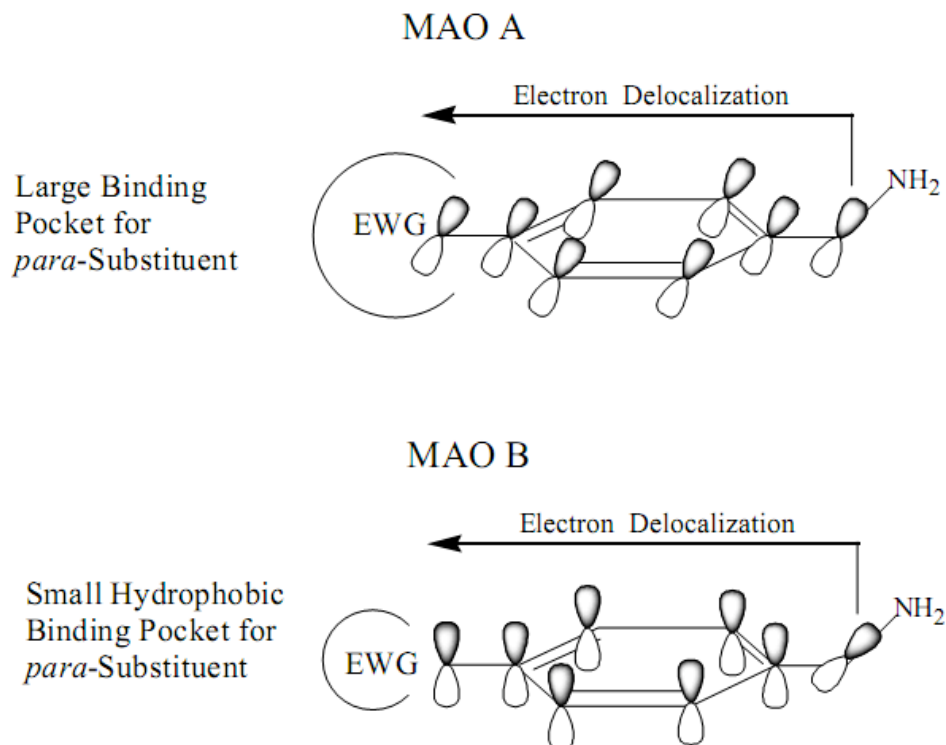 MAO A
Electron Delocalization
Large Binding
Pocket for
para-Substituent
EWG
NH2
MAO B
Electron Delocalization
Small Hydrophobic
Binding Pocket for
para-Substituent
EWG
NH2